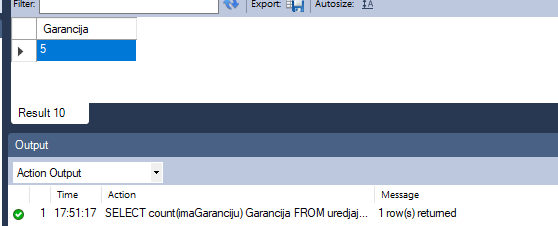 Filter: Export: Autosize:
Garancija
5
Result 10
Output
Action Output
Time Action Message
1 17:51:17 SELECT count(imaGaranciju) Garancija FROM uredjaj... 1 row(s) returned